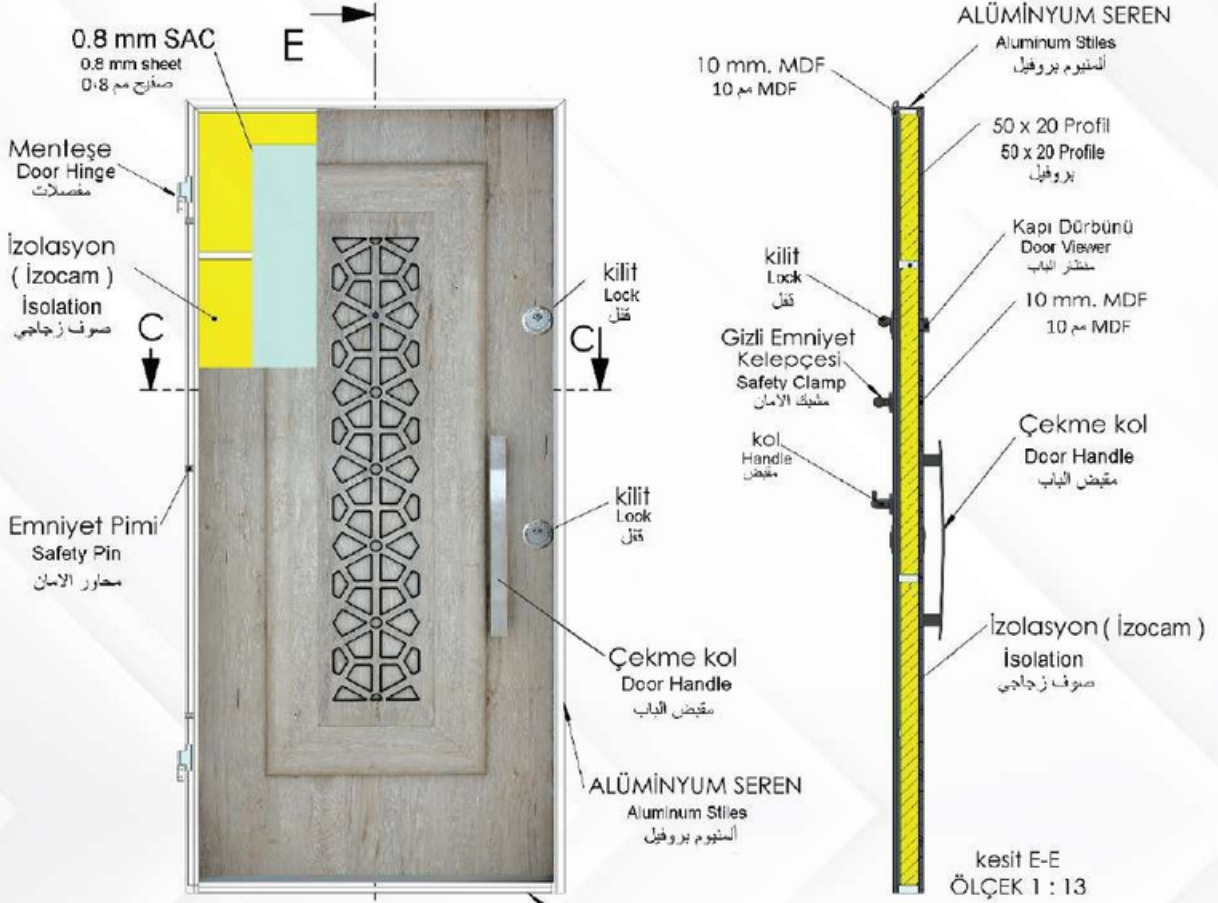 0.8 mm SAC
0.8 mm sheet
صفيح مم 0،8
E
Menteşe
Door Hinge
مفصلات
İzolasyon
( İzocam )
İsolation
صوف زجاجي
C
C
Emniyet Pimi
Safety Pin
محاور الامان
kilit
Lock
قفل
kilit
Look
قفل
Çekme kol
Door Handle
مقبض الباب
ALÜMİNYUM SEREN
Aluminum Stiles
ألمنيوم بروفيل
ALÜMİNYUM SEREN
Aluminum Stiles
ألمنيوم بروفيل
10 mm. MDF
10 مم MDF
50 x 20 Profil
50 x 20 Profile
بروفيل
Kapı Dürbünü
Door Viewer
منظار الباب
kilit
Lock
قفل
10 mm. MDF
10 مم MDF
Gizli Emniyet
Kelepçesi
Safety Clamp
مشبك الامان
kol
Handle
مقبض
Çekme kol
Door Handle
مقبض الباب
İzolasyon ( İzocam )
İsolation
صوف زجاجي
kesit E-E
ÖLÇEK 1 : 13